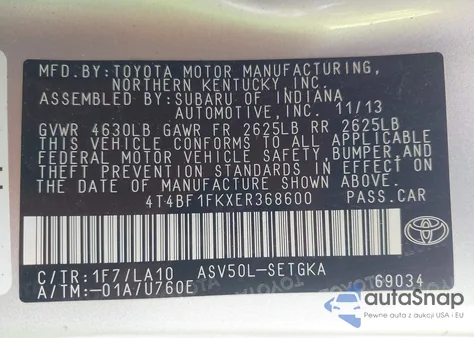 MFD.BY:TOYOTA MOTOR MANUFACTURING,
NORTHERN KENTUCKY,INC.
ASSEMBLED BY:SUBARU OF INDIANA
AUTOMOTIVE,INC. 11/13
GVWR 4630LB GAWR FR 2625LB RR 2625LB
THIS VEHICLE CONFORMS TO ALL APPLICABLE
FEDERAL MOTOR VEHICLE SAFETY,BUMPER,AND
THEFT PREVENTION STANDARDS IN EFFECT ON
THE DATE OF MANUFACTURE SHOWN ABOVE.
4T4BF1FKXER368600 PASS.CAR
TOYOTA
C/TR:1F7/LA10 ASV50L-SETGKA
A/TM:-01A/U760E 69034
autoSnap
Pewne auta z aukcji USA i EU